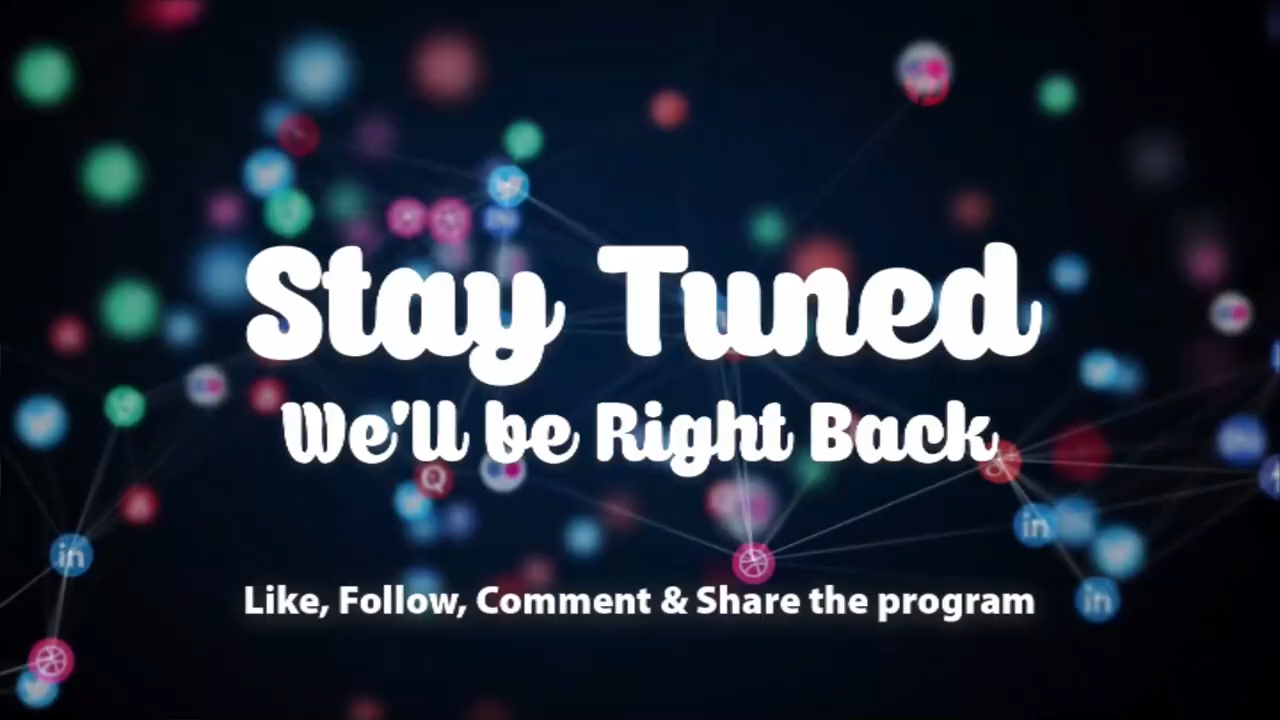 Stay Tuned
We'll be Right Back
Like, Follow, Comment & Share the program